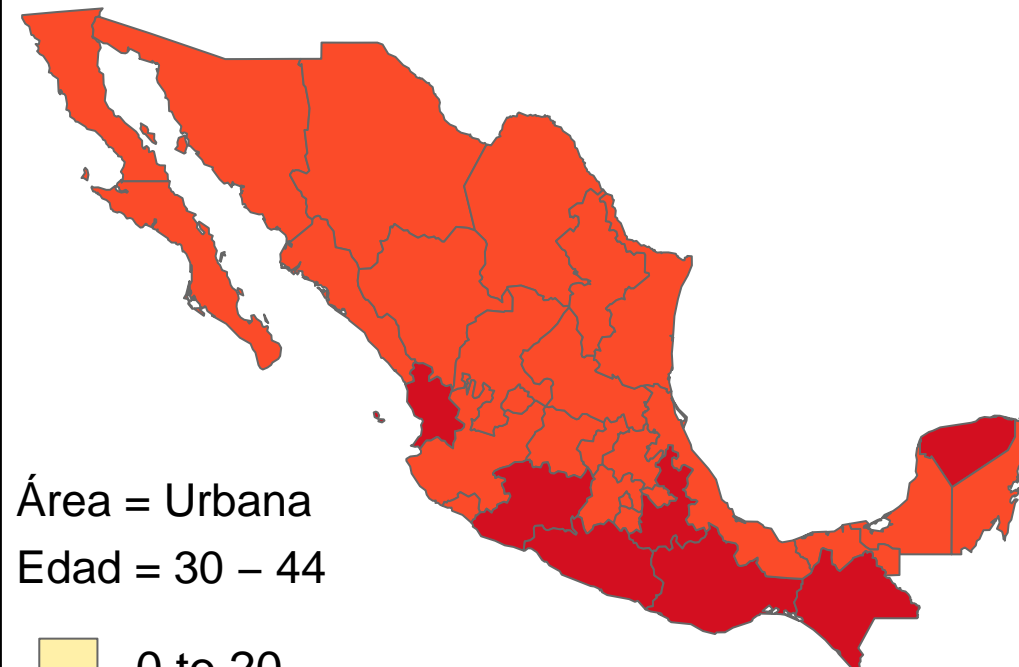 Área = Urbana
Edad = 30 – 44
0 to 20